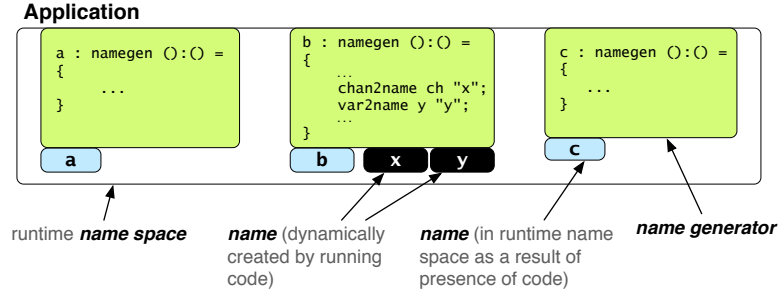 Application
a : namegen ():() =
{
...
}
b : namegen ():() =
{
...
chan2name ch "x";
var2name y "y";
...
}
c : namegen ():() =
{
...
}
a
b
x
y
c
runtime name space
name (dynamically
created by running
code)
name (in runtime name
space as a result of
presence of code)
name generator